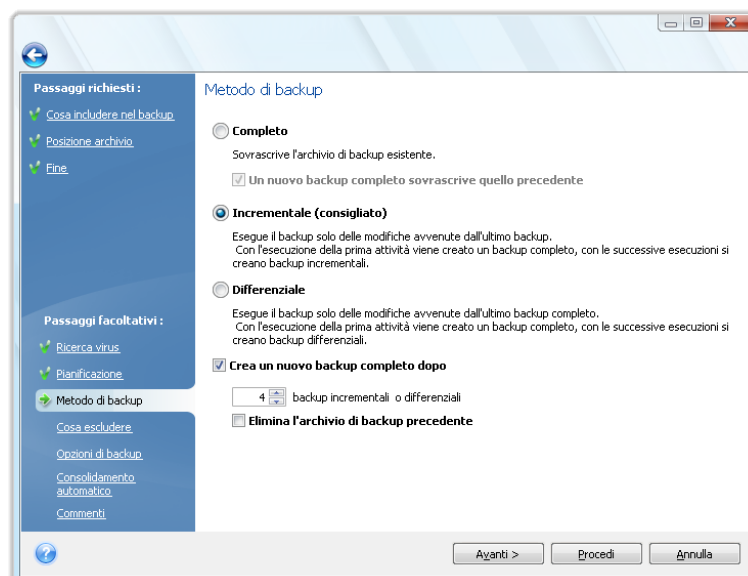 Passaggi richiesti :
Cosa includere nel backup
Posizione archivio
Fine
Passaggi facoltativi :
Ricerca virus
Pianificazione
Metodo di backup
Cosa escludere
Opzioni di backup
Consolidamento
automatico
Commenti
Metodo di backup
Completo
Sovrascrive l'archivio di backup esistente.
Un nuovo backup completo sovrascrive quello precedente
Incrementale (consigliato)
Esegue il backup solo delle modifiche avvenute dall'ultimo backup.
Con l'esecuzione della prima attività viene creato un backup completo, con le successive esecuzioni si
creano backup incrementali.
Differenziale
Esegue il backup solo delle modifiche avvenute dall'ultimo backup completo.
Con l'esecuzione della prima attività viene creato un backup completo, con le successive esecuzioni si
creano backup differenziali.
Crea un nuovo backup completo dopo
4 backup incrementali o differenziali
Elimina l'archivio di backup precedente
?
Avanti >
Procedi
Annulla